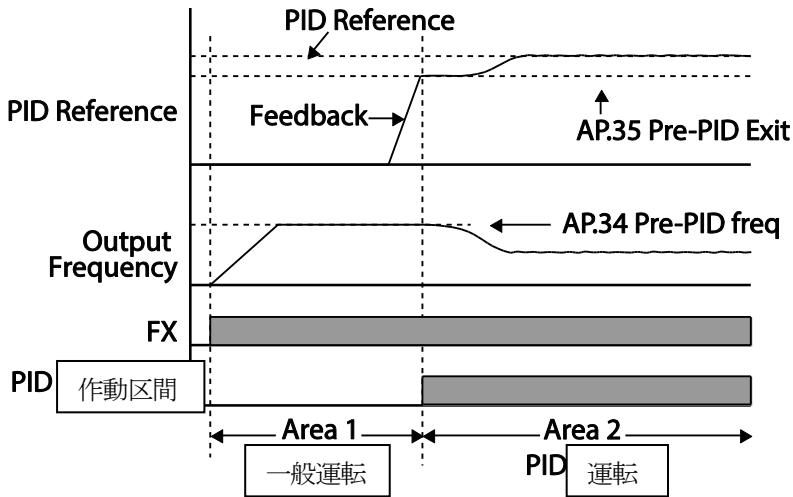 PID Reference
PID Reference
Feedback
AP.35 Pre-PID Exit
AP.34 Pre-PID freq
Output
Frequency
FX
PID 作動区間
Area 1
Area 2
一般運転
PID 運転